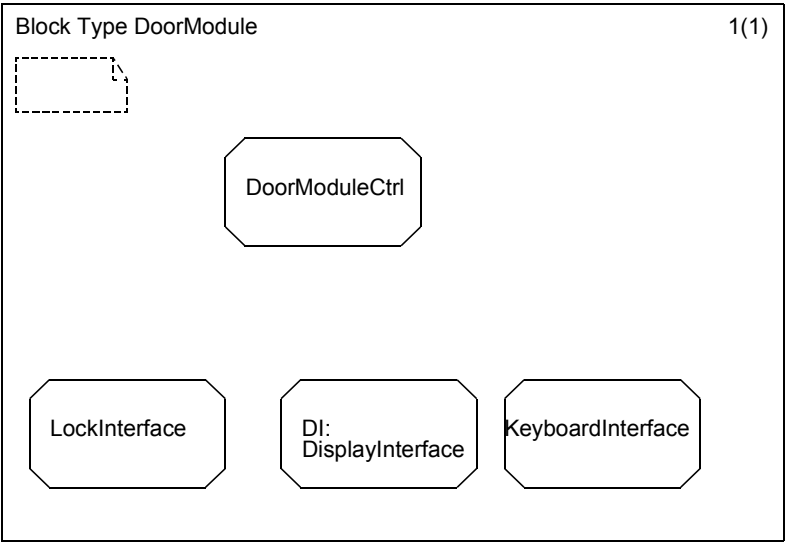 Block Type DoorModule
1(1)
DoorModuleCtrl
LockInterface
DI:
DisplayInterface
KeyboardInterface